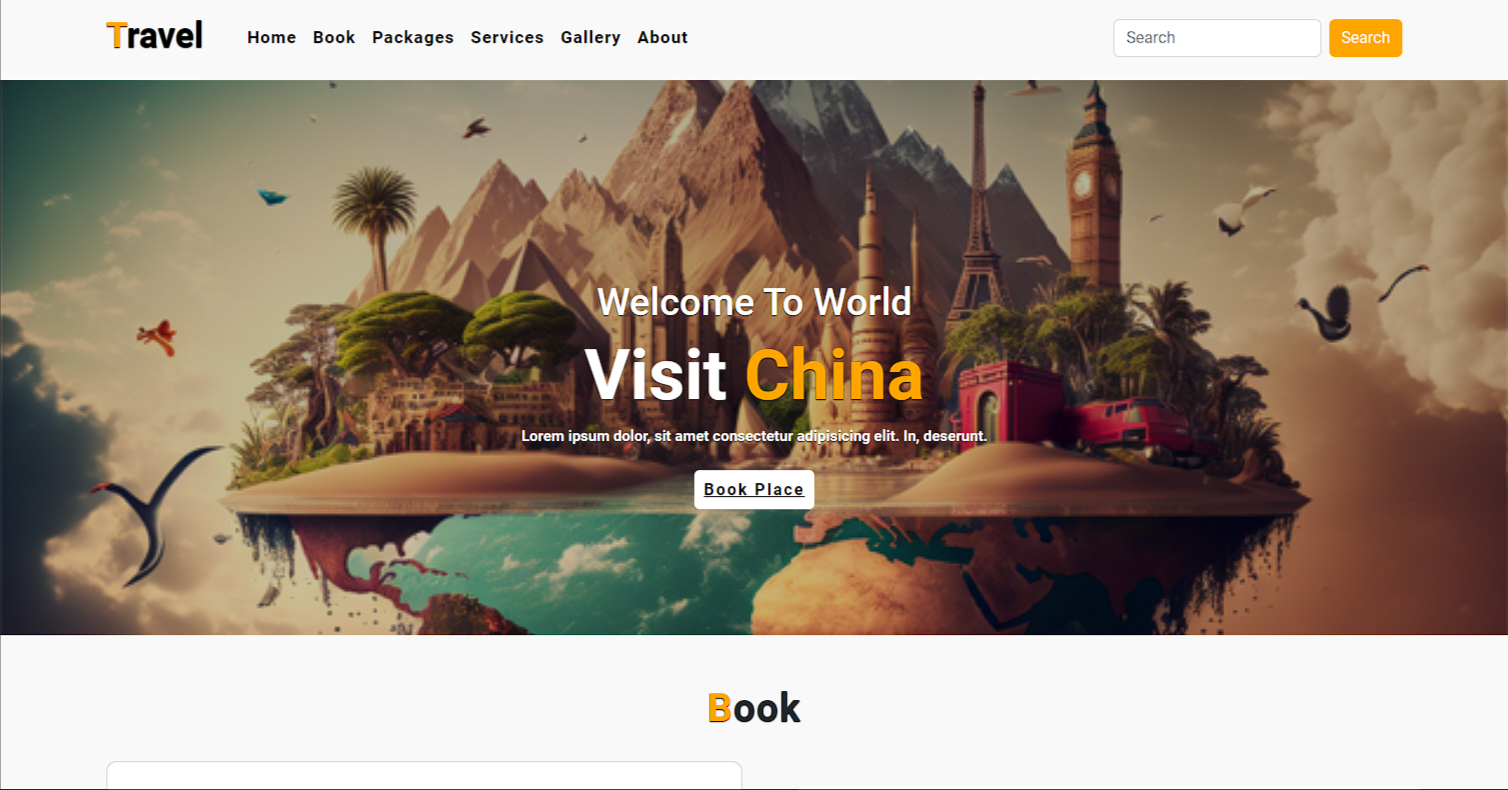 Travel
Home Book Packages Services Gallery About
Search Search
Welcome To World
Visit China
Lorem ipsum dolor, sit amet consectetur adipisicing elit. In, deserunt.
Book Place
Book